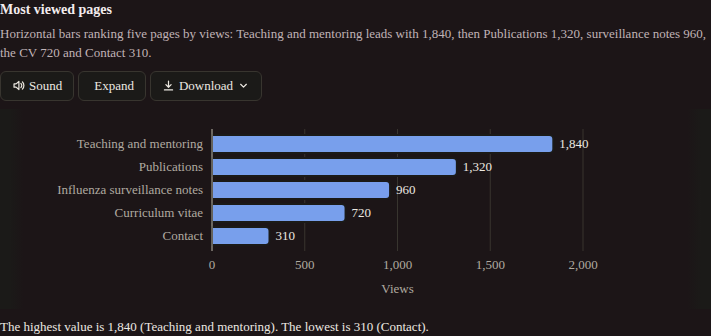 Most viewed pages
Horizontal bars ranking five pages by views: Teaching and mentoring leads with 1,840, then Publications 1,320, surveillance notes 960,
the CV 720 and Contact 310.
Sound Expand Download
Teaching and mentoring 1,840
Publications 1,320
Influenza surveillance notes 960
Curriculum vitae 720
Contact 310
0 500 1,000 1,500 2,000
Views
The highest value is 1,840 (Teaching and mentoring). The lowest is 310 (Contact).